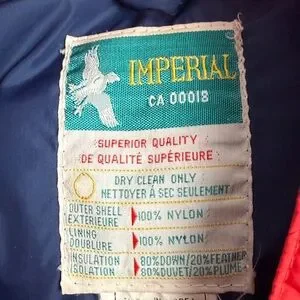 IMPERIAL
CA 00018
SUPERIOR QUALITY
DE QUALITÉ SUPÉRIEURE
DRY CLEAN ONLY
NETTOYER À SEC SEULEMENT
OUTER SHELL
EXTERIEURE 100% NYLON
LINING
DOUBLURE 100% NYLON
INSULATION 80%DOWN/20%FEATHER
ISOLATION 80%DUVET/20%PLUME